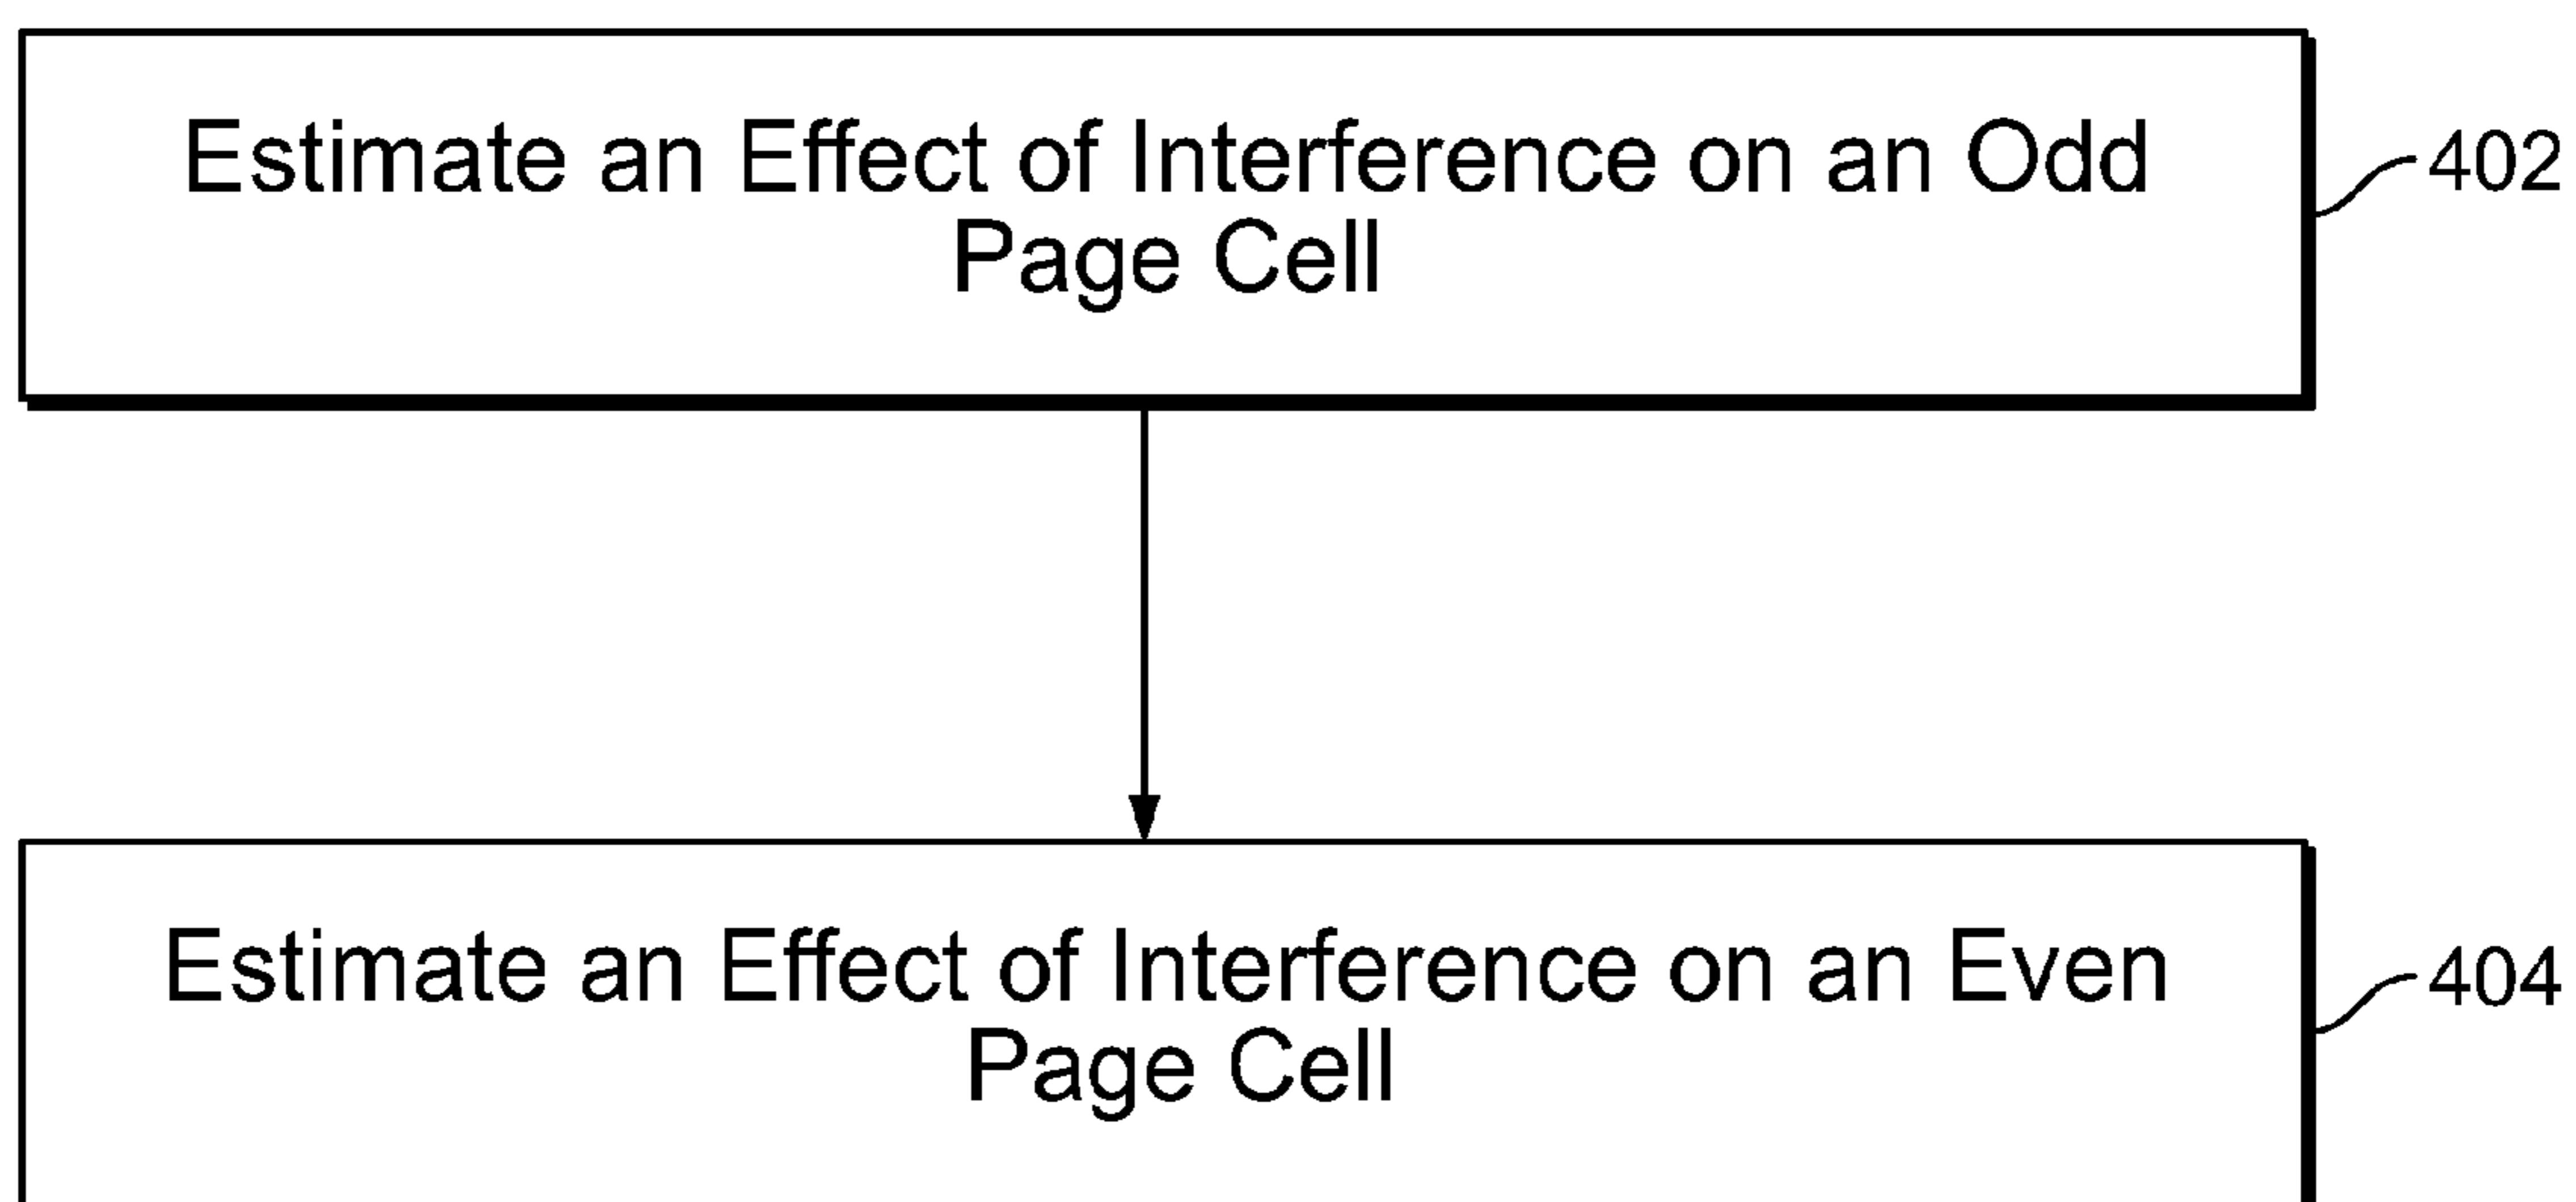 Estimate an Effect of Interference on an Odd
Page Cell
402
Estimate an Effect of Interference on an Even
Page Cell
404